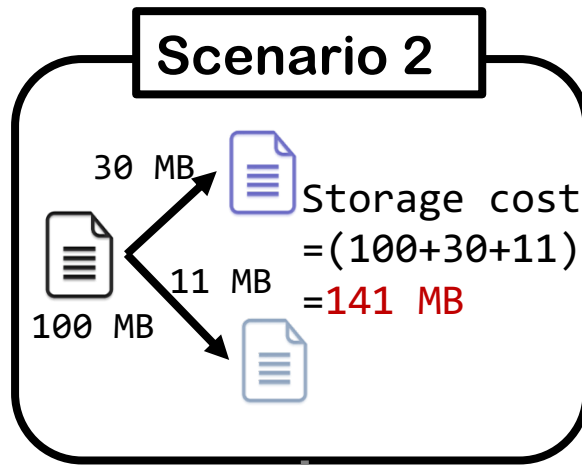 Scenario 2
30 MB
Storage cost
=(100+30+11)
11 MB
=141 MB
100 MB